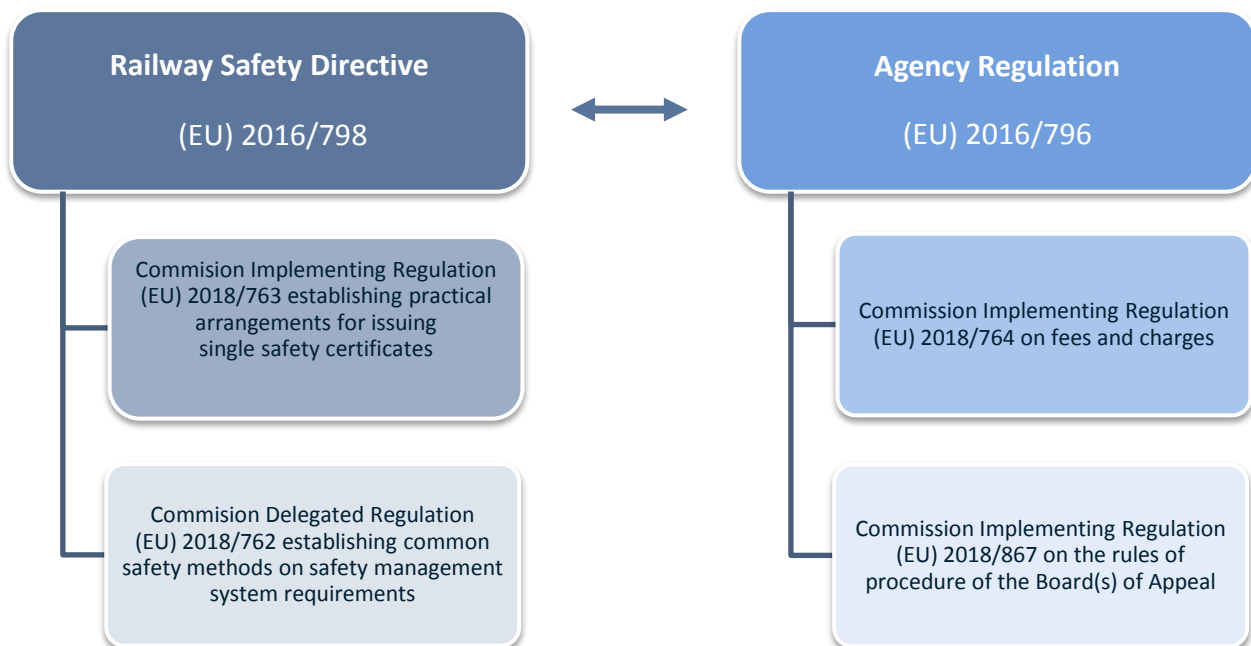 Railway Safety Directive
(EU) 2016/798
Commision Implementing Regulation
(EU) 2018/763 establishing practical
arrangements for issuing
single safety certificates
Commision Delegated Regulation
(EU) 2018/762 establishing common
safety methods on safety management
system requirements
Agency Regulation
(EU) 2016/796
Commission Implementing Regulation
(EU) 2018/764 on fees and charges
Commission Implementing Regulation
(EU) 2018/867 on the rules of
procedure of the Board(s) of Appeal